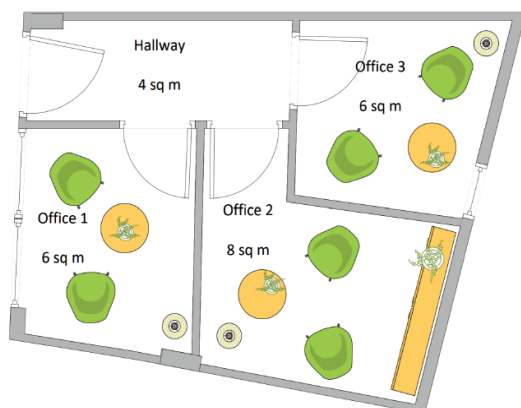 Hallway
4 sq m
Office 3
6 sq m
Office 1
6 sq m
Office 2
8 sq m